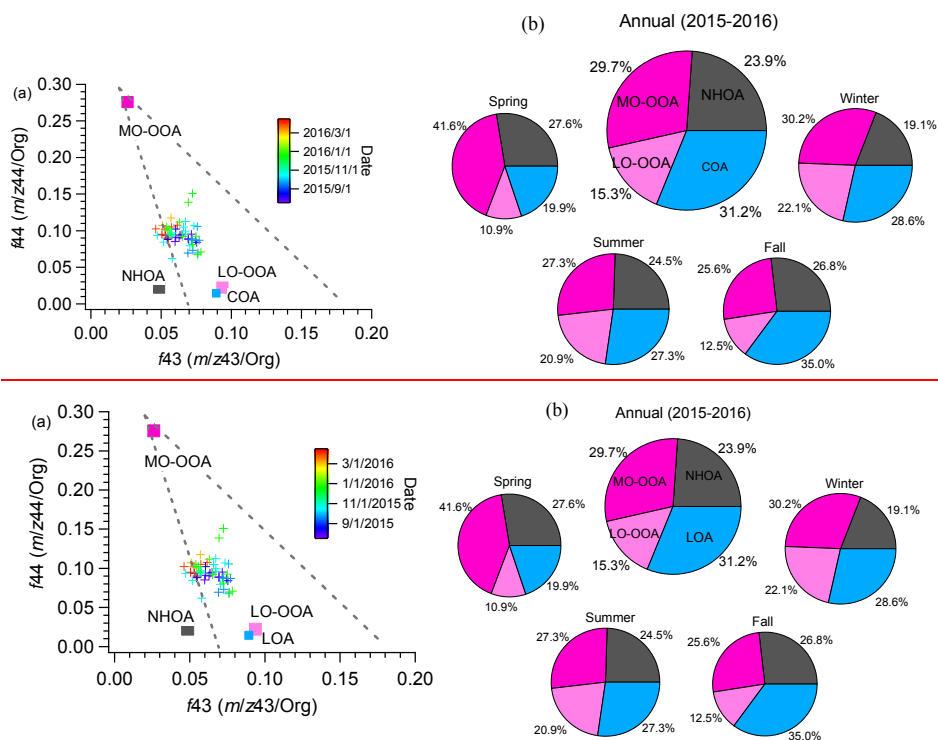 (a)
0.30
0.25
0.20
0.15
0.10
0.05
0.00
f44 (m/z44/Org)
0.00 0.05 0.10 0.15 0.20
f43 (m/z43/Org)
MO-OOA
NHOA
LO-OOA
COA
2016/3/1
2016/1/1
2015/11/1
2015/9/1
Date
(b)
Annual (2015-2016)
29.7%
23.9%
MO-OOA
NHOA
LO-OOA
COA
15.3%
31.2%
Spring
41.6%
27.6%
19.9%
10.9%
Winter
30.2%
19.1%
22.1%
28.6%
Summer
27.3%
24.5%
20.9%
27.3%
Fall
25.6%
26.8%
12.5%
35.0%
(a)
0.30
0.25
0.20
0.15
0.10
0.05
0.00
f44 (m/z44/Org)
0.00 0.05 0.10 0.15 0.20
f43 (m/z43/Org)
MO-OOA
NHOA
LO-OOA
LOA
3/1/2016
1/1/2016
11/1/2015
9/1/2015
Date
(b)
Annual (2015-2016)
29.7%
23.9%
MO-OOA
NHOA
LO-OOA
LOA
15.3%
31.2%
Spring
41.6%
27.6%
19.9%
10.9%
Winter
30.2%
19.1%
22.1%
28.6%
Summer
27.3%
24.5%
20.9%
27.3%
Fall
25.6%
26.8%
12.5%
35.0%